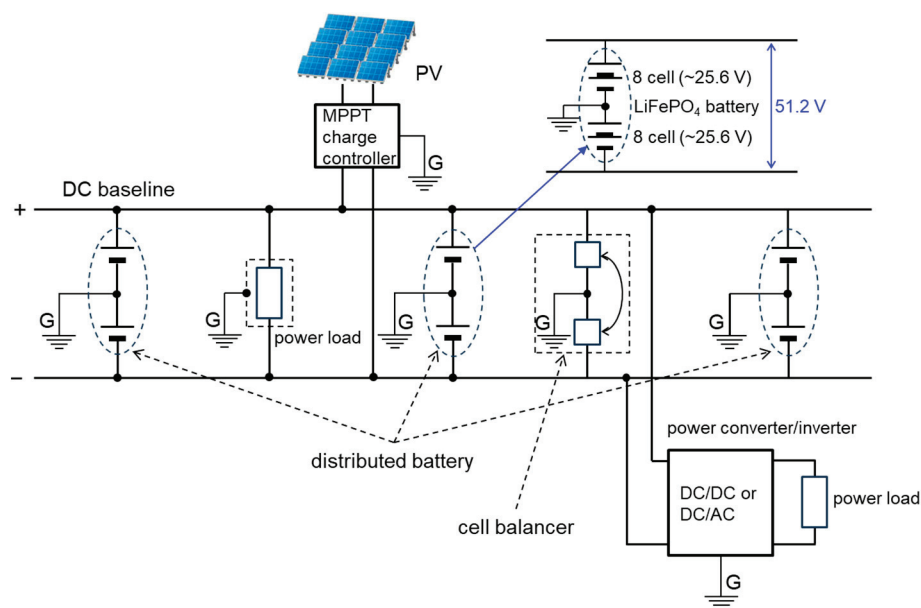 PV
MPPT
charge
controller
G
8 cell (~25.6 V)
LiFePO₄ battery
8 cell (~25.6 V)
51.2 V
DC baseline
+
G
G
power load
G
G
G
−
distributed battery
cell balancer
power converter/inverter
DC/DC or
DC/AC
power load
G